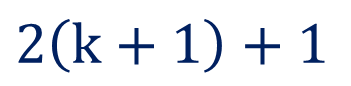 2(k + 1) + 1